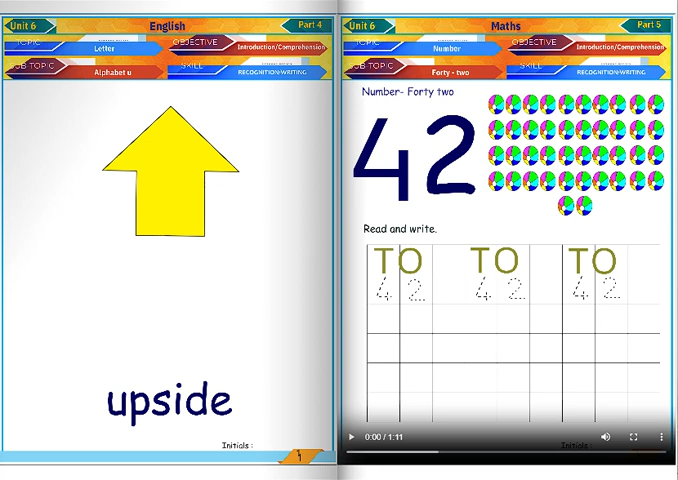 Unit 6
English
Part 4
TOPIC
Letter
OBJECTIVE
Introduction/Comprehension
SUB TOPIC
Alphabet u
SKILL
RECOGNITION-WRITING
upside
Initials :
Unit 6
Maths
Part 5
TOPIC
Number
OBJECTIVE
Introduction/Comprehension
SUB TOPIC
Forty - two
SKILL
RECOGNITION-WRITING
Number- Forty two
42
Read and write.
TO TO TO
42 42 42
0:00 / 1:11
Initials :